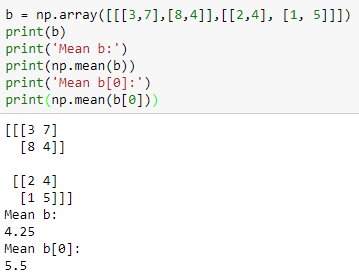 b = np.array([[[3,7],[8,4]],[[2,4], [1, 5]]])
print(b)
print('Mean b:')
print(np.mean(b))
print('Mean b[0]:')
print(np.mean(b[0]))
[[[3 7]
  [8 4]]

 [[2 4]
  [1 5]]]
Mean b:
4.25
Mean b[0]:
5.5